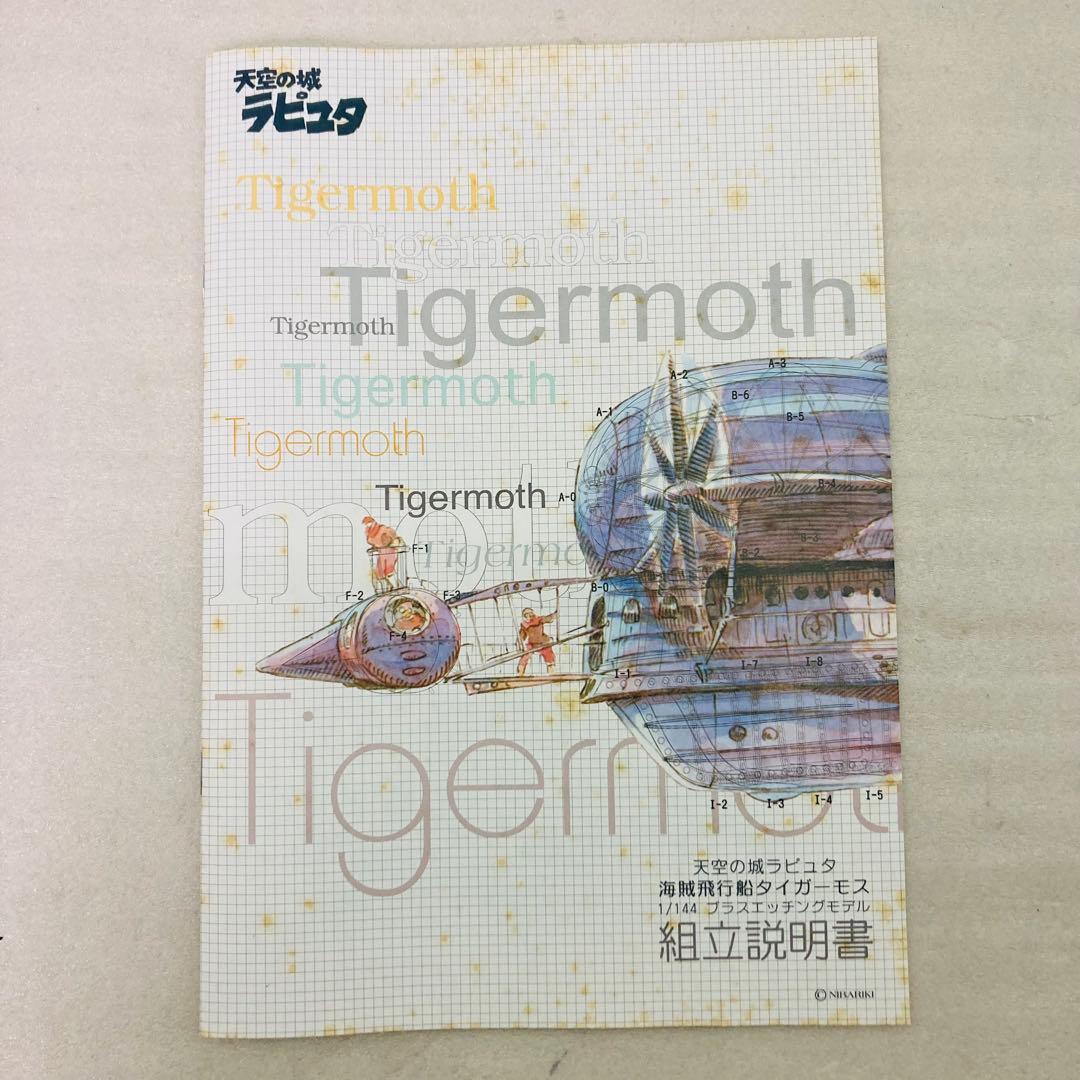 天空の城
ラピュタ
Tigermoth
Tigermoth
Tigermoth
Tigermoth
Tigermoth
Tigermoth
moth
Tigermoth
Tigermo
A-0
A-1
A-2
A-3
B-6
B-5
B-4
B-3
B-2
B-0
F-1
F-2
F-3
F-4
I-1
I-7
I-8
I-2
I-3
I-4
I-5
Tigermoth
天空の城ラピュタ
海賊飛行船タイガーモス
1/144 ブラスエッチングモデル
組立説明書
©NIBARIKI